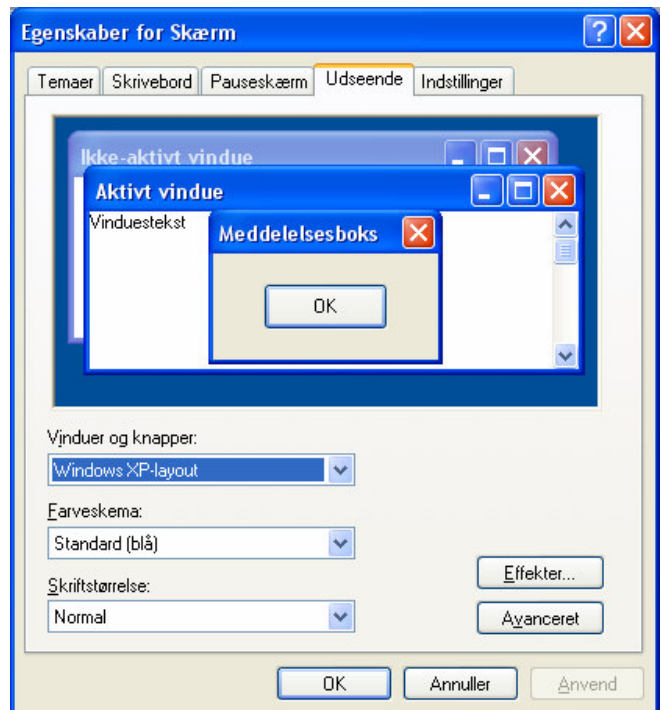 Egenskaber for Skærm
Temaer Skrivebord Pauseskærm Udseende Indstillinger
Ikke-aktivt vindue
Aktivt vindue
Vinduestekst
Meddelelsesboks
OK
Vinduer og knapper:
Windows XP-layout
Farveskema:
Standard (blå)
Effekter...
Skriftstørrelse:
Normal
Avanceret
OK Annuller Anvend